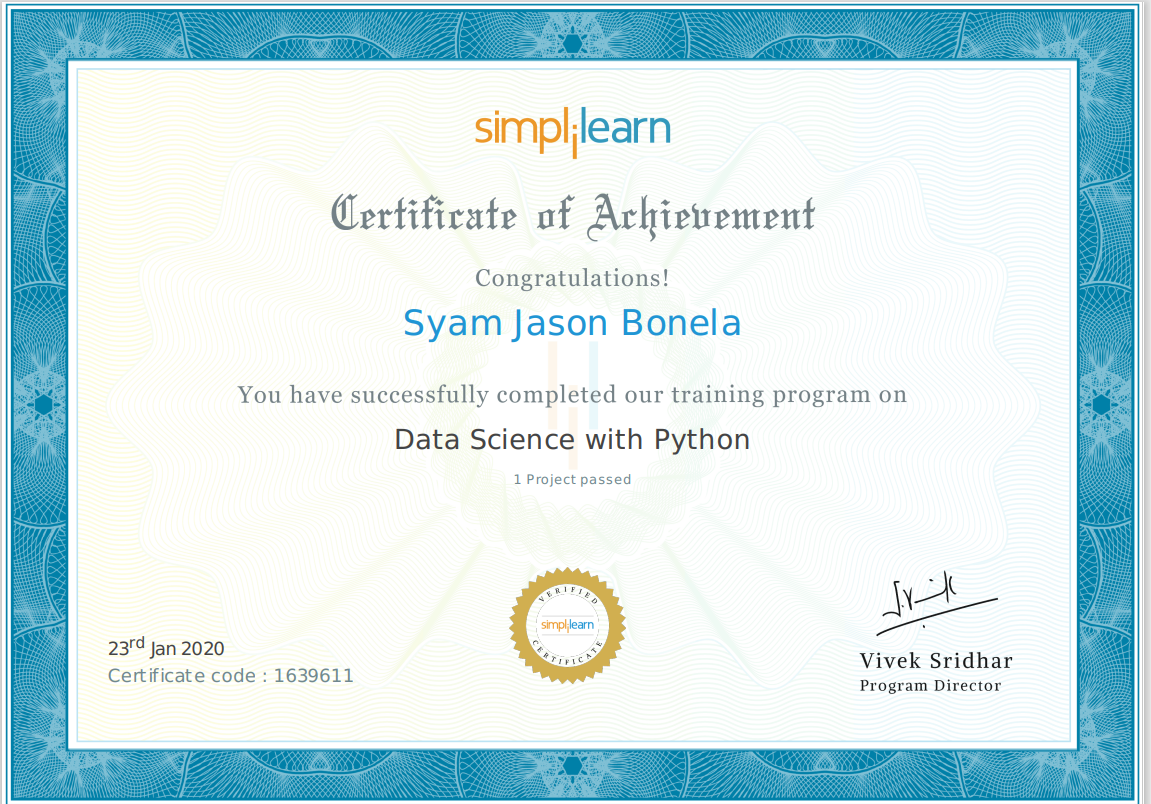 simplilearn
Certificate of Achievement
Congratulations!
Syam Jason Bonela
You have successfully completed our training program on
Data Science with Python
1 Project passed
VERIFIED
simplilearn
CERTIFICATE
23rd Jan 2020
Certificate code : 1639611
Vivek Sridhar
Program Director